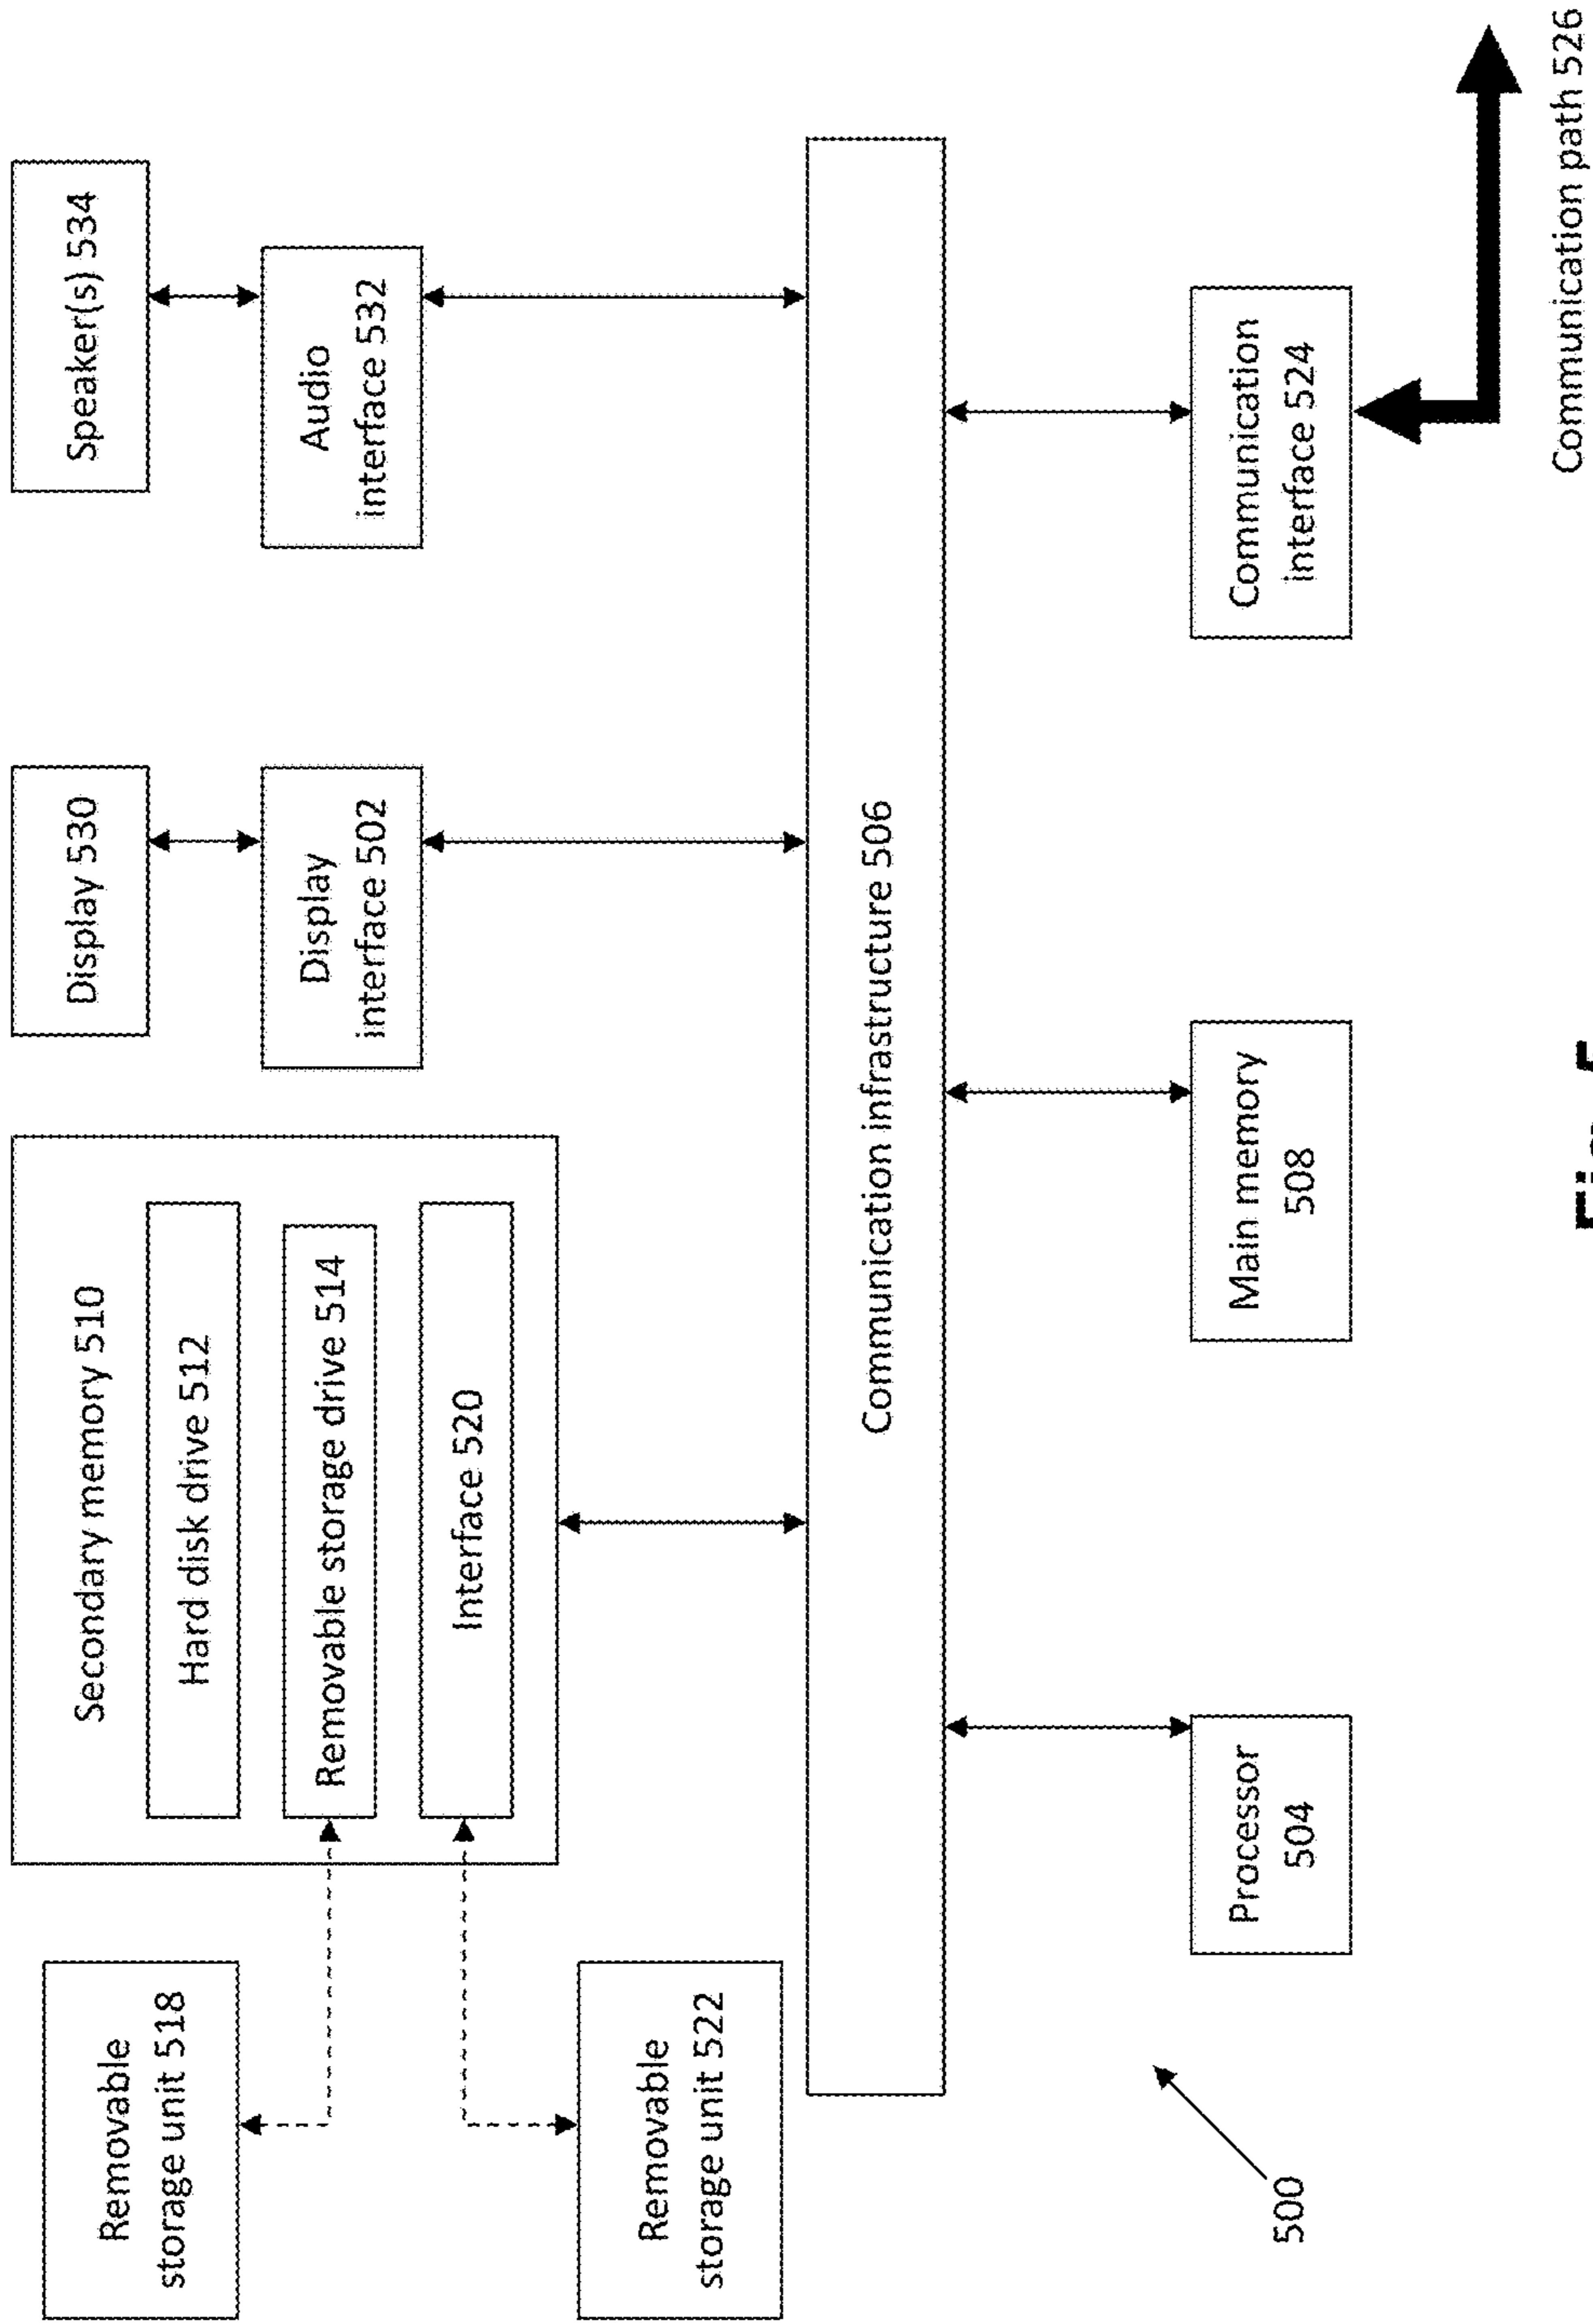 Removable
storage unit 518
Removable
storage unit 522
Secondary memory 510
Hard disk drive 512
Removable storage drive 514
Interface 520
Display 530
Display
interface 502
Speaker(s) 534
Audio
interface 532
Communication infrastructure 506
500
Processor
504
Main memory
508
Communication
interface 524
Communication path 526